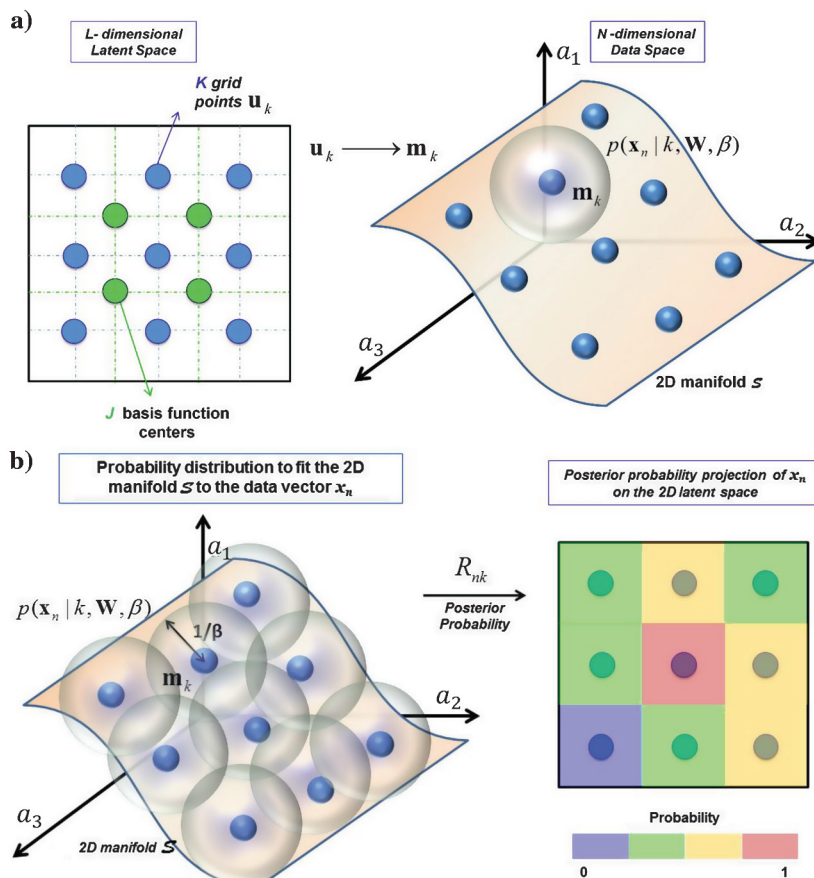 a)
L- dimensional
Latent Space
N -dimensional
Data Space
K grid
points u_k
u_k ⟶ m_k
a_1
p(x_n | k, W, β)
m_k
a_2
a_3
2D manifold S
J basis function
centers
b)
Probability distribution to fit the 2D
manifold S to the data vector x_n
Posterior probability projection of x_n
on the 2D latent space
a_1
p(x_n | k, W, β)
1/β
m_k
a_2
a_3
2D manifold S
R_nk
Posterior
Probability
Probability
0 1